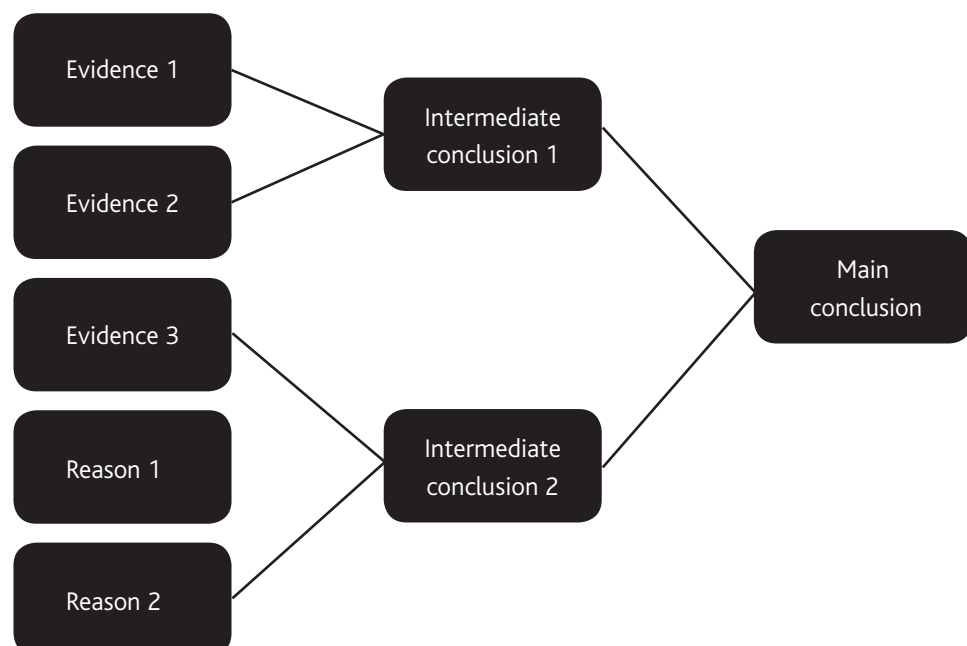 Evidence 1
Evidence 2
Evidence 3
Reason 1
Reason 2
Intermediate
conclusion 1
Intermediate
conclusion 2
Main
conclusion